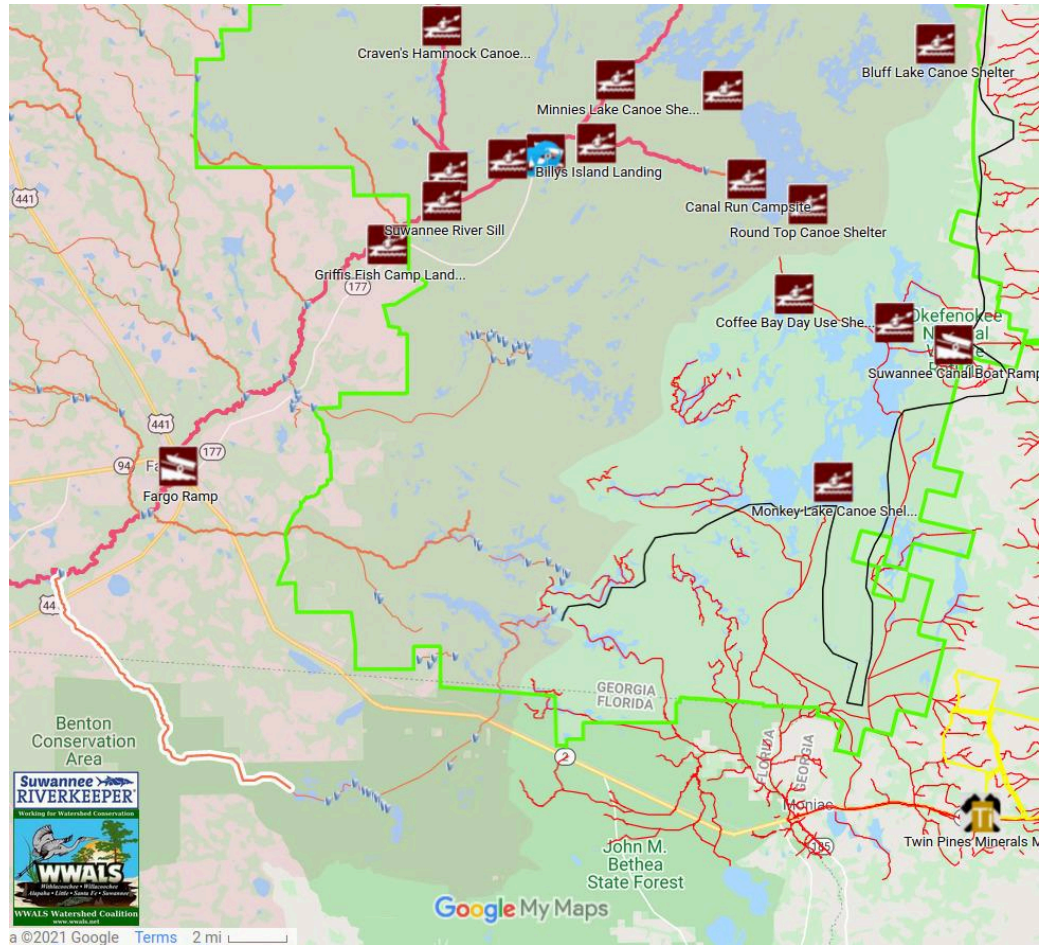 Craven's Hammock Canoe...
Bluff Lake Canoe Shelter
Minnies Lake Canoe She...
Billys Island Landing
441
Canal Run Campsite
Suwannee River Sill
Round Top Canoe Shelter
Griffis Fish Camp Land...
177
Coffee Bay Day Use She...
Okefenokee
Suwannee Canal Boat Ramp
441
177
94
Fargo Ramp
Monkey Lake Canoe Shel...
GEORGIA
FLORIDA
Benton
Conservation
Area
2
FLORIDA
GEORGIA
Moniac
185
Twin Pines Minerals M
John M.
Bethea
State Forest
Suwannee
RIVERKEEPER®
Working for Watershed Conservation
WWALS
Withlacoochee • Willacoochee
Alapaha • Little • Santa Fe • Suwannee
WWALS Watershed Coalition
www.wwals.net
Google My Maps
a ©2021 Google Terms 2 mi